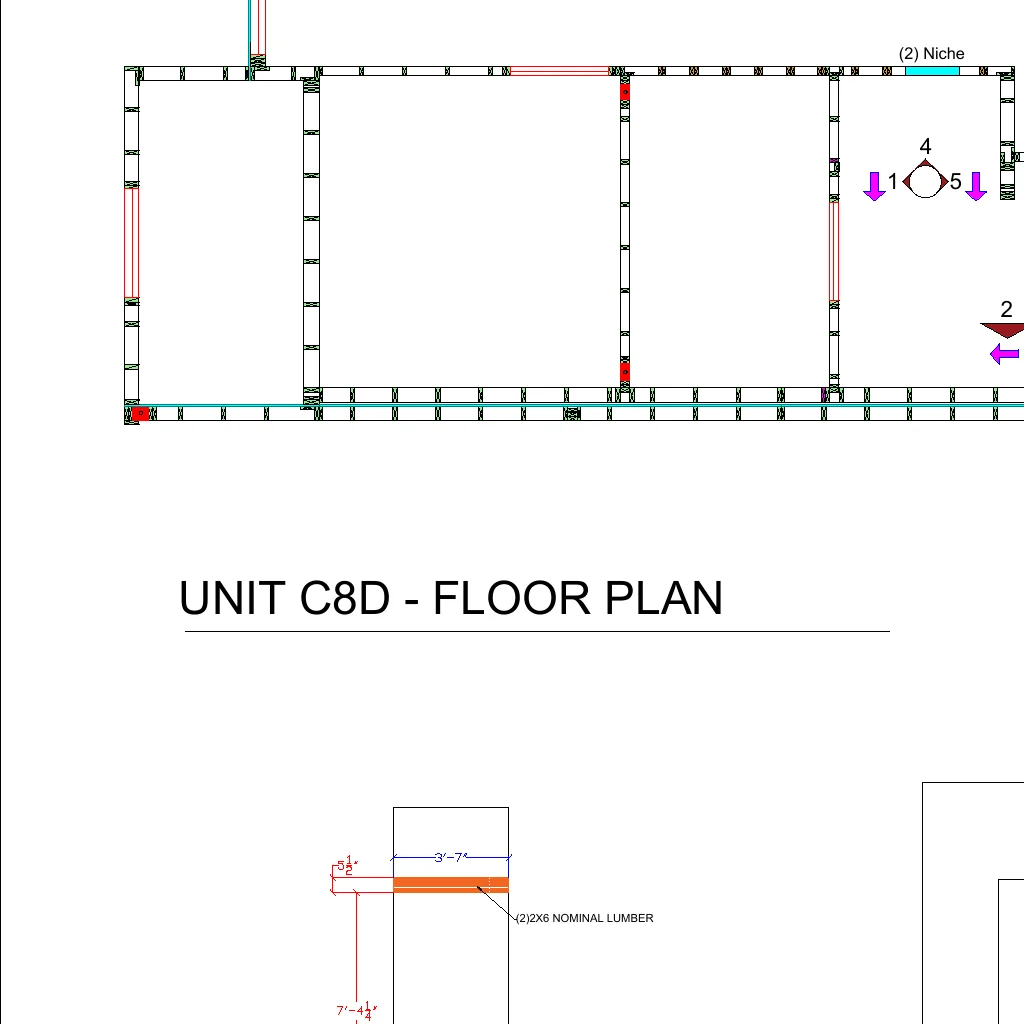 (2) Niche
4
1 5
2
UNIT C8D - FLOOR PLAN
3'-7"
5 1/2"
(2)2X6 NOMINAL LUMBER
7'-4 1/4"